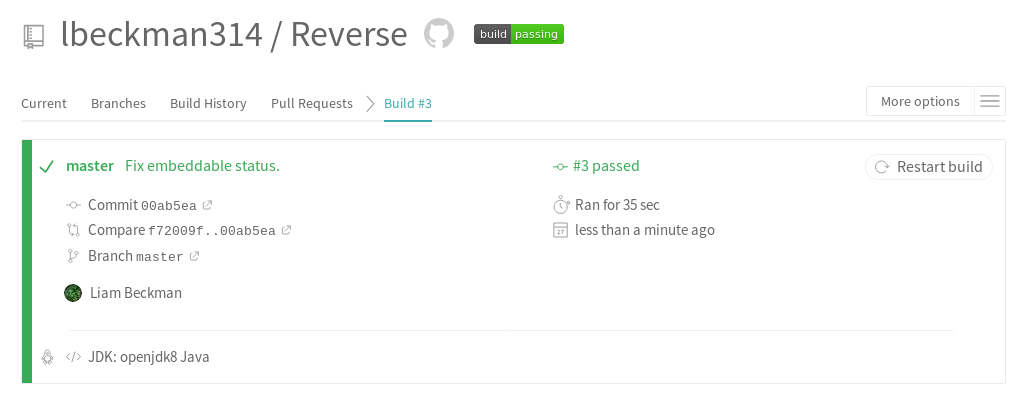 lbeckman314 / Reverse
build passing
Current Branches Build History Pull Requests Build #3 More options
master Fix embeddable status. #3 passed Restart build
Commit 00ab5ea Ran for 35 sec
Compare f72009f..00ab5ea less than a minute ago
Branch master
Liam Beckman
JDK: openjdk8 Java